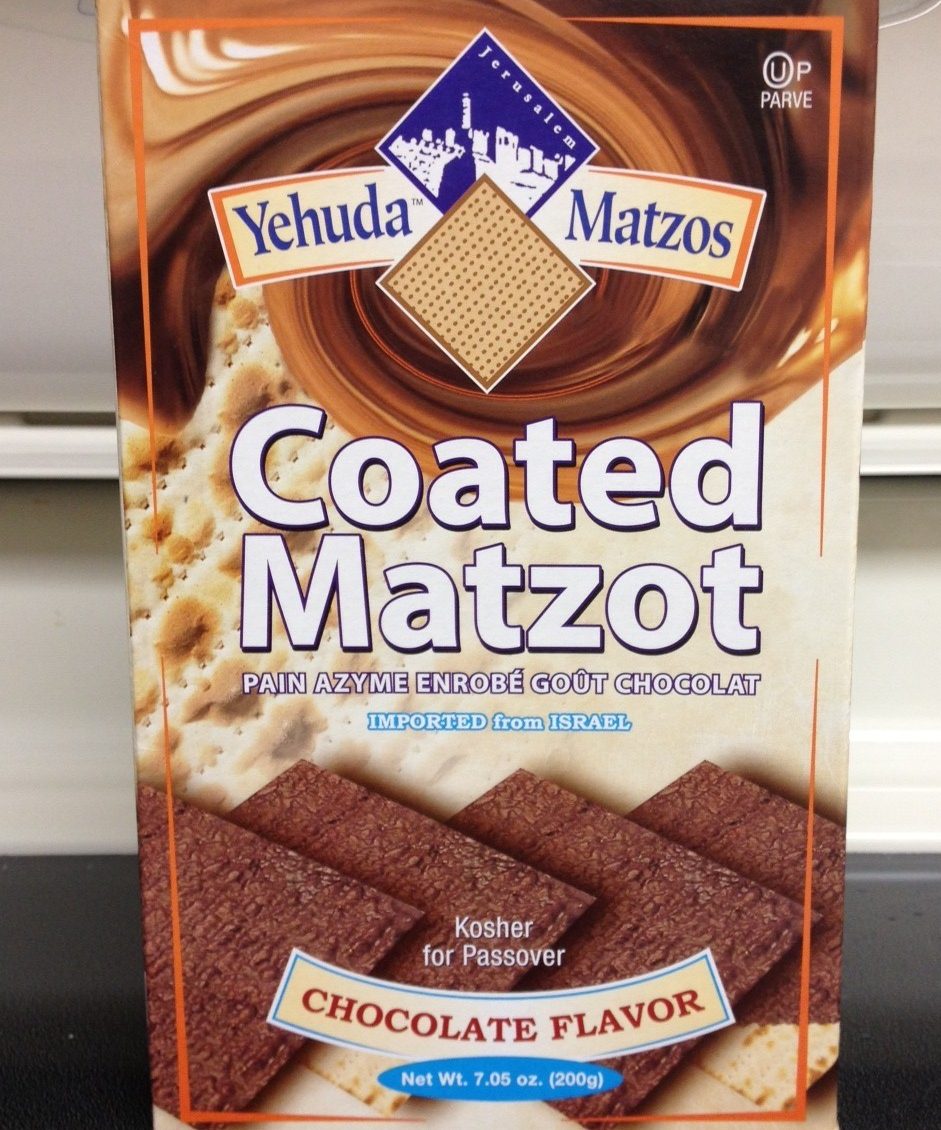 Jerusalem
ⓊP
PARVE
Yehuda™ Matzos
Coated
Matzot
PAIN AZYME ENROBÉ GOÛT CHOCOLAT
IMPORTED from ISRAEL
Kosher
for Passover
CHOCOLATE FLAVOR
Net Wt. 7.05 oz. (200g)